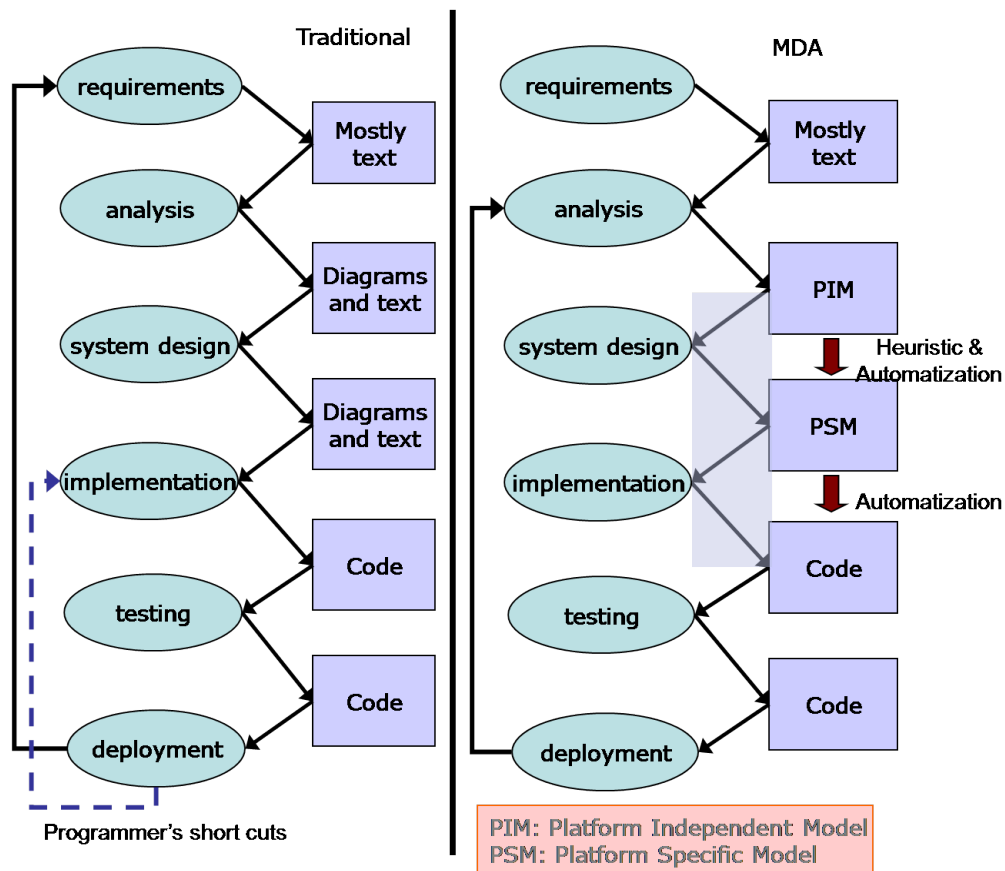 Traditional
requirements
Mostly
text
analysis
Diagrams
and text
system design
Diagrams
and text
implementation
Code
testing
Code
deployment
Programmer's short cuts
MDA
requirements
Mostly
text
analysis
PIM
Heuristic &
Automatization
system design
PSM
implementation
Automatization
Code
testing
Code
deployment
PIM: Platform Independent Model
PSM: Platform Specific Model